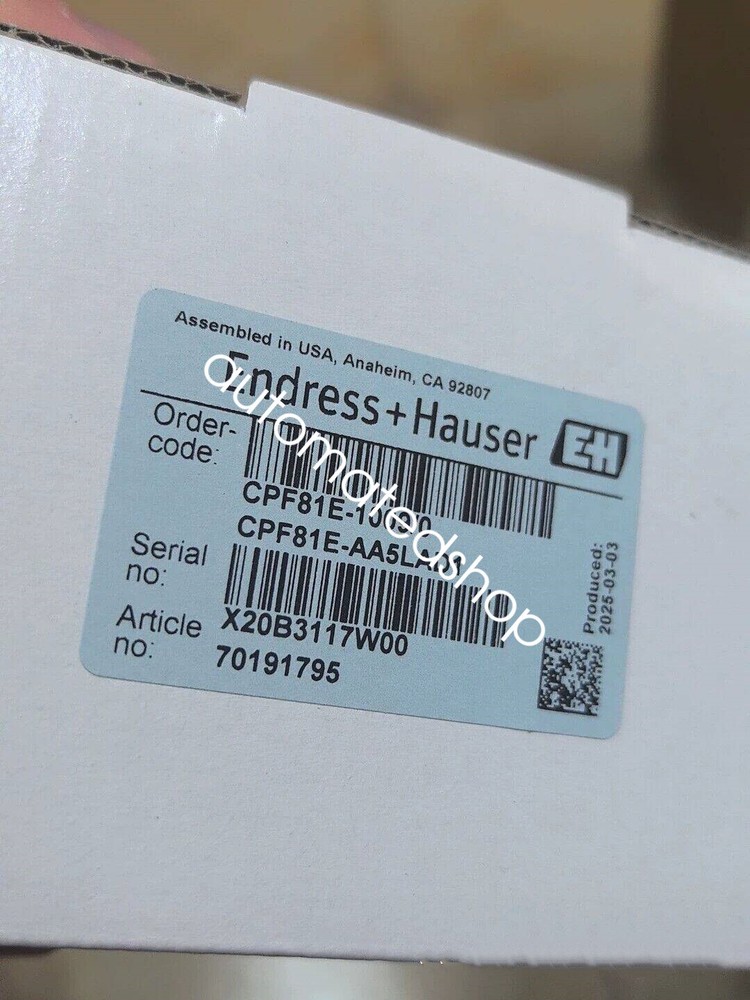 Assembled in USA, Anaheim, CA 92807
Endress+Hauser EH
Order-
code:
CPF81E-AA5LA
Serial
no:
X20B3117W00
Article
no:
70191795
Produced:
2025-03-03
automatedshop